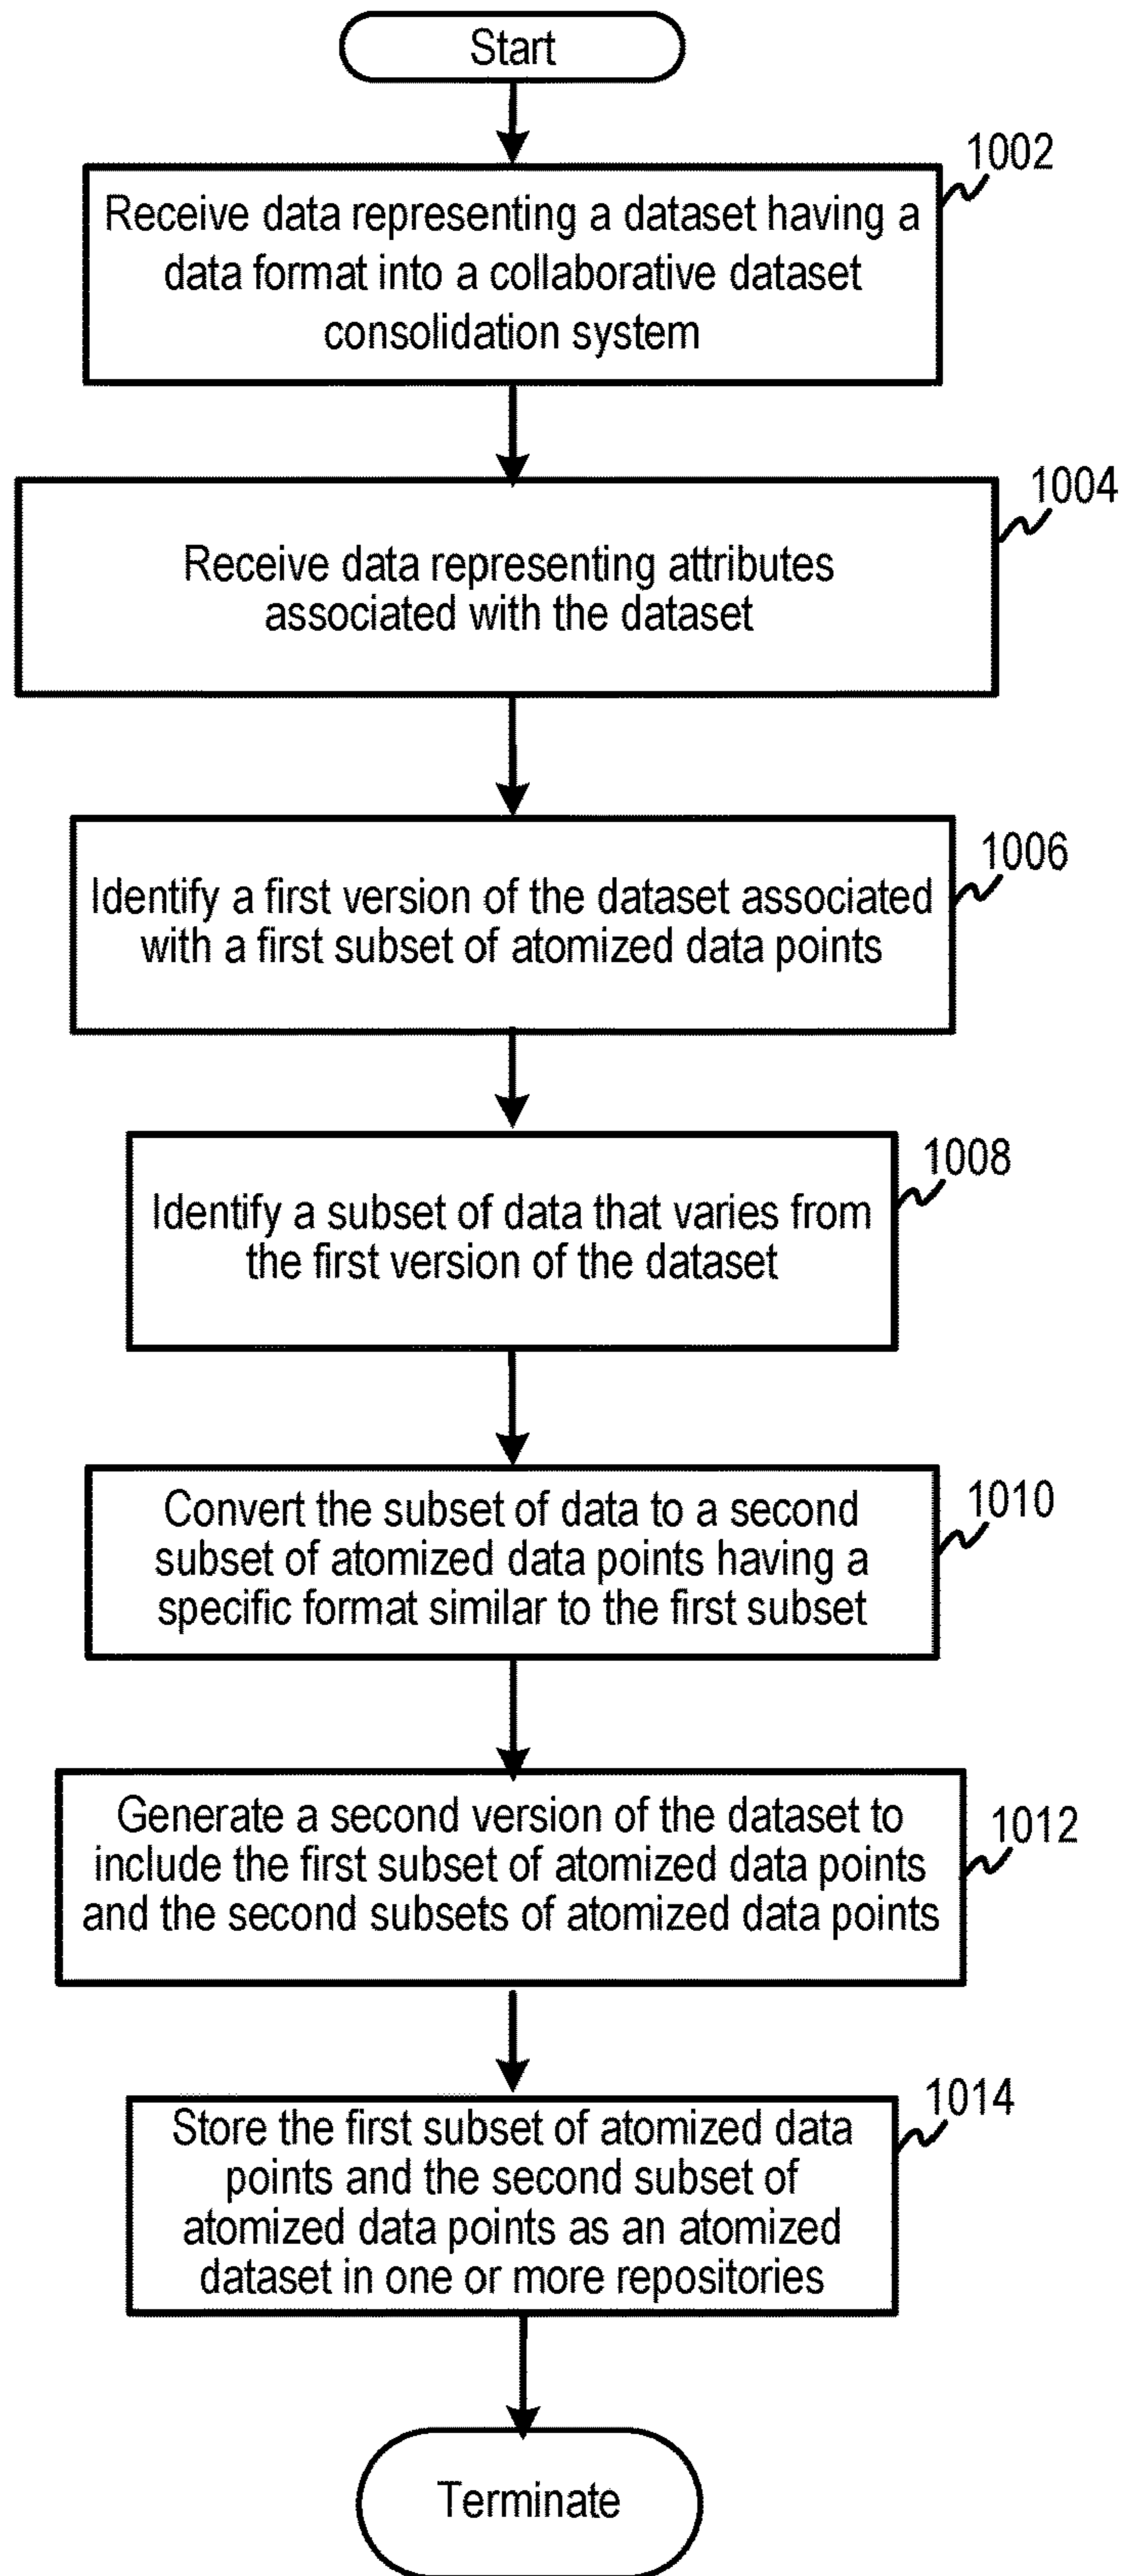 Start
1002
Receive data representing a dataset having a
data format into a collaborative dataset
consolidation system
1004
Receive data representing attributes
associated with the dataset
1006
Identify a first version of the dataset associated
with a first subset of atomized data points
1008
Identify a subset of data that varies from
the first version of the dataset
1010
Convert the subset of data to a second
subset of atomized data points having a
specific format similar to the first subset
1012
Generate a second version of the dataset to
include the first subset of atomized data points
and the second subsets of atomized data points
1014
Store the first subset of atomized data
points and the second subset of
atomized data points as an atomized
dataset in one or more repositories
Terminate